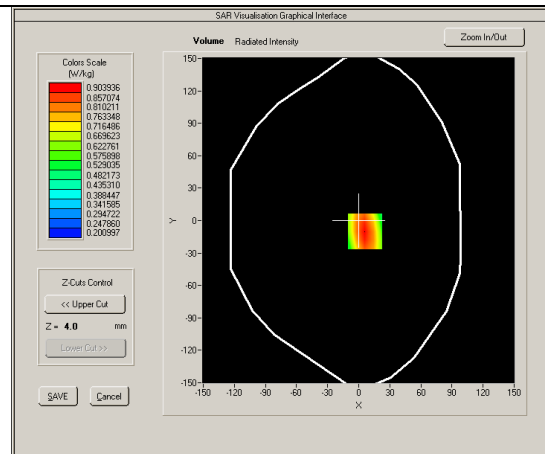 SAR Visualisation Graphical Interface
Volume Radiated Intensity
Zoom In/Out
Colors Scale
(W/kg)
0.903936
0.857074
0.810211
0.763348
0.716486
0.669623
0.622761
0.575898
0.529035
0.482173
0.435310
0.388447
0.341585
0.294722
0.247860
0.200997
Z-Cuts Control
<< Upper Cut
Z = 4.0 mm
Lower Cut >>
SAVE Cancel
150-
120-
90-
60-
30-
Y 0-
-30-
-60-
-90-
-120-
-150-
-150 -120 -90 -60 -30 0 30 60 90 120 150
X